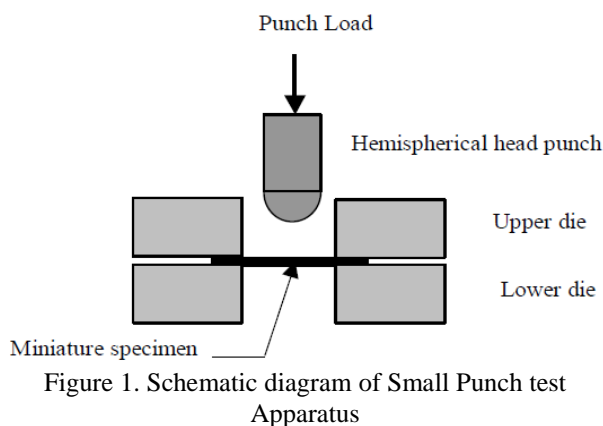 Punch Load
Hemispherical head punch
Upper die
Lower die
Miniature specimen
Figure 1. Schematic diagram of Small Punch test
Apparatus